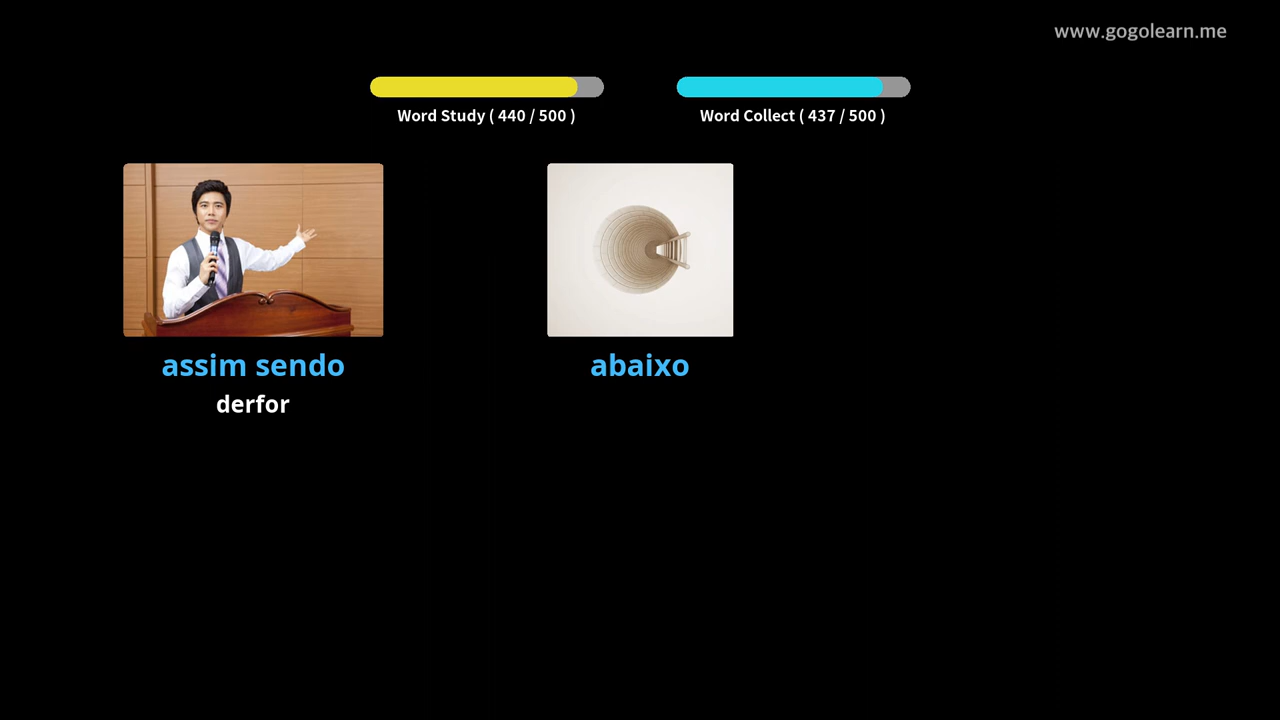 www.gogolearn.me
Word Study ( 440 / 500 )
Word Collect ( 437 / 500 )
assim sendo
derfor
abaixo